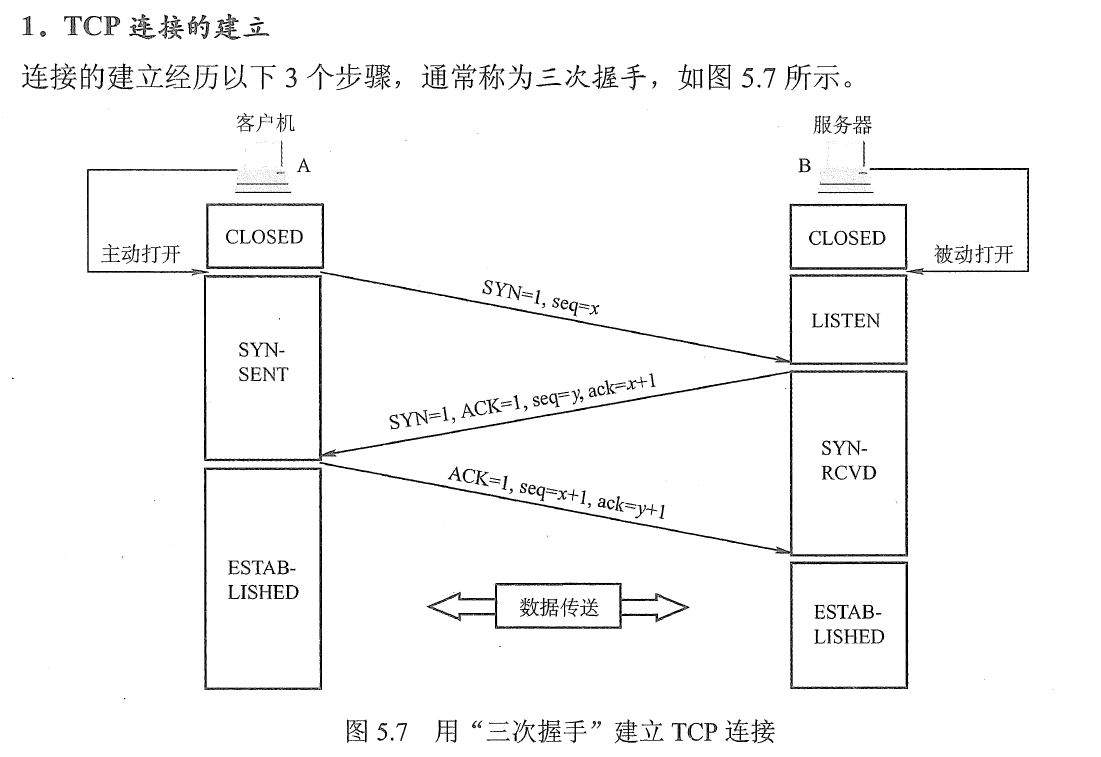 1。TCP 连接的建立
连接的建立经历以下 3 个步骤，通常称为三次握手，如图 5.7 所示。
客户机
服务器
A
B
CLOSED
CLOSED
主动打开
被动打开
SYN=1, seq=x
LISTEN
SYN-
SENT
SYN=1, ACK=1, seq=y, ack=x+1
SYN-
RCVD
ACK=1, seq=x+1, ack=y+1
ESTAB-
LISHED
数据传送
ESTAB-
LISHED
图 5.7 用“三次握手”建立 TCP 连接